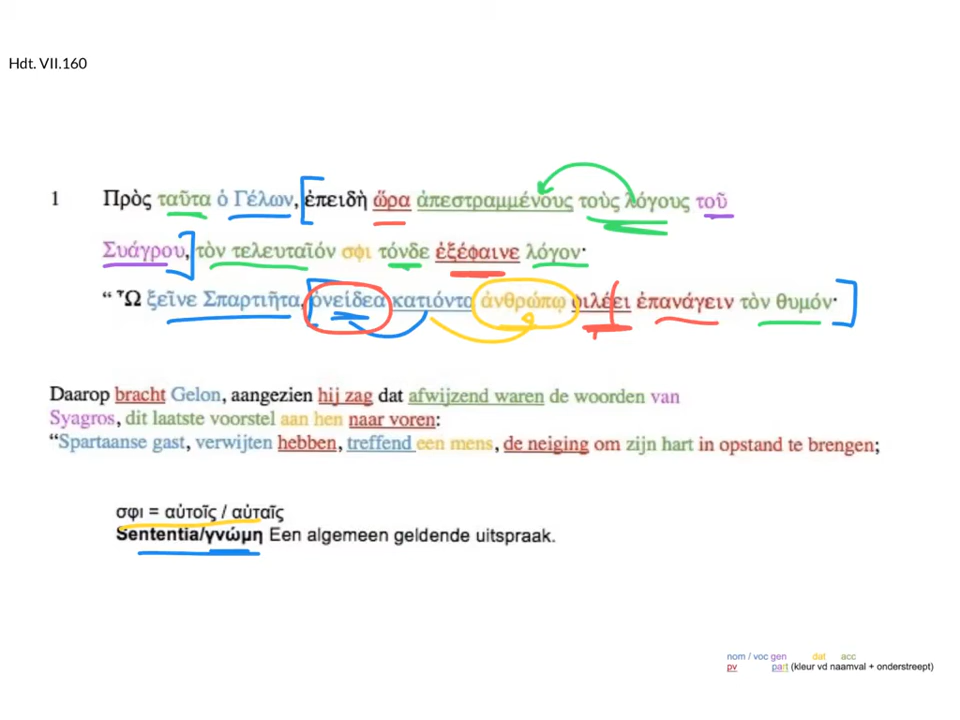 Hdt. VII.160
1 Πρὸς ταῦτα ὁ Γέλων, ἐπειδὴ ὥρα ἀπεστραμμένους τοὺς λόγους τοῦ
Συάγρου, τὸν τελευταῖόν σφι τόνδε ἐξέφαινε λόγον·
“ Ὦ ξεῖνε Σπαρτιῆτα, ὀνείδεα κατιόντα ἀνθρώπῳ φιλέει ἐπανάγειν τὸν θυμόν·
Daarop bracht Gelon, aangezien hij zag dat afwijzend waren de woorden van
Syagros, dit laatste voorstel aan hen naar voren:
“Spartaanse gast, verwijten hebben, treffend een mens, de neiging om zijn hart in opstand te brengen;
σφι = αὐτοῖς / αὐταῖς
Sententia/γνώμη Een algemeen geldende uitspraak.
nom / voc gen dat acc
pv part (kleur vd naamval + onderstreept)